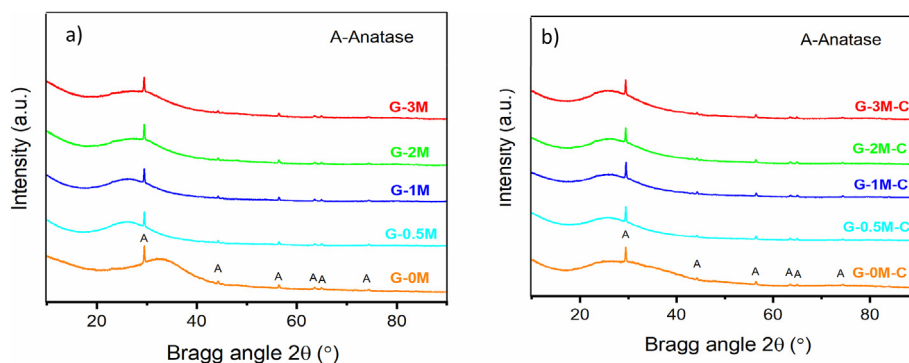 a)
A-Anatase
G-3M
G-2M
G-1M
G-0.5M
A
A
A
A A
A
G-0M
20 40 60 80
Bragg angle 2θ (°)
Intensity (a.u.)
b)
A-Anatase
G-3M-C
G-2M-C
G-1M-C
G-0.5M-C
A
A
A
A A
A
G-0M-C
20 40 60 80
Bragg angle 2θ (°)
intensity (a.u.)